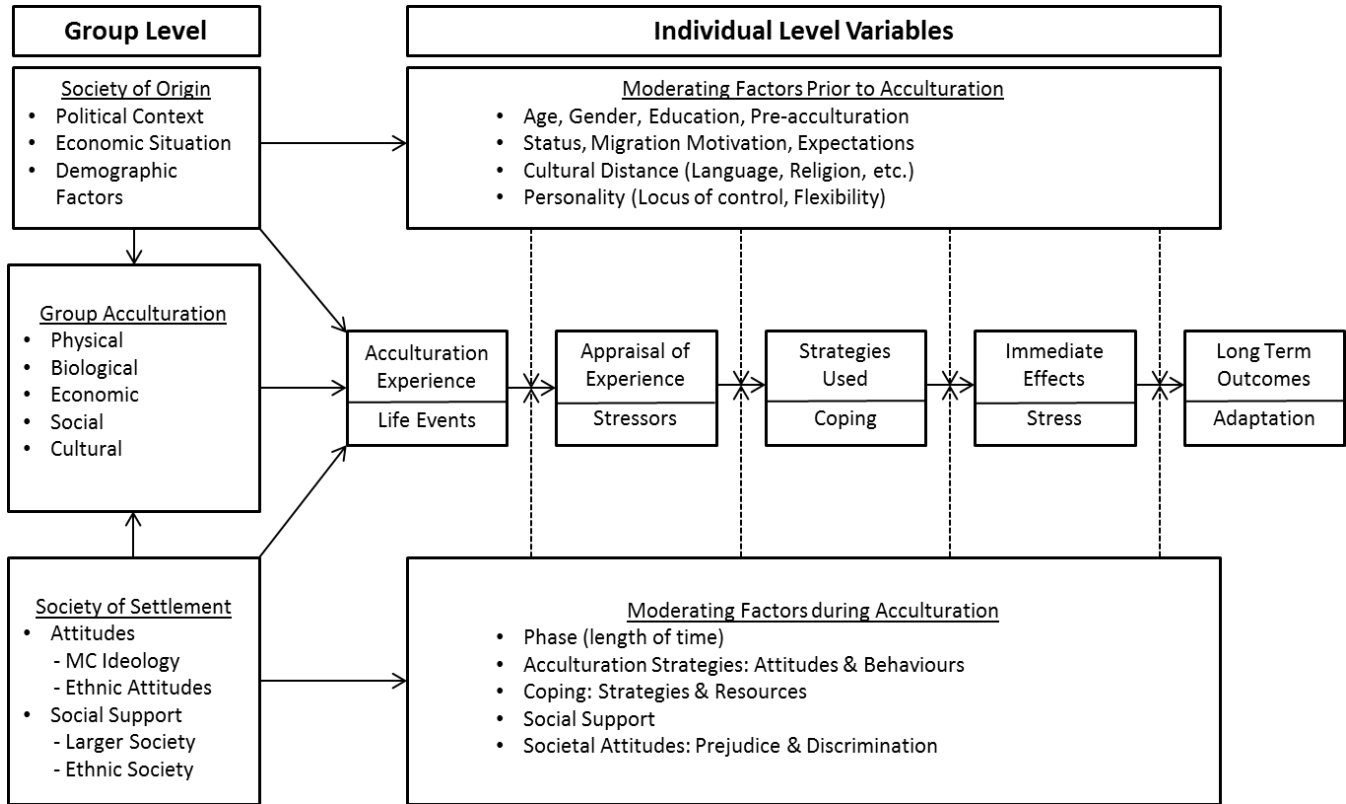 Group Level
Individual Level Variables
Society of Origin
• Political Context
• Economic Situation
• Demographic
Factors
Moderating Factors Prior to Acculturation
• Age, Gender, Education, Pre-acculturation
• Status, Migration Motivation, Expectations
• Cultural Distance (Language, Religion, etc.)
• Personality (Locus of control, Flexibility)
Group Acculturation
• Physical
• Biological
• Economic
• Social
• Cultural
Acculturation
Experience
Life Events
Appraisal of
Experience
Stressors
Strategies
Used
Coping
Immediate
Effects
Stress
Long Term
Outcomes
Adaptation
Society of Settlement
• Attitudes
- MC Ideology
- Ethnic Attitudes
• Social Support
- Larger Society
- Ethnic Society
Moderating Factors during Acculturation
• Phase (length of time)
• Acculturation Strategies: Attitudes & Behaviours
• Coping: Strategies & Resources
• Social Support
• Societal Attitudes: Prejudice & Discrimination